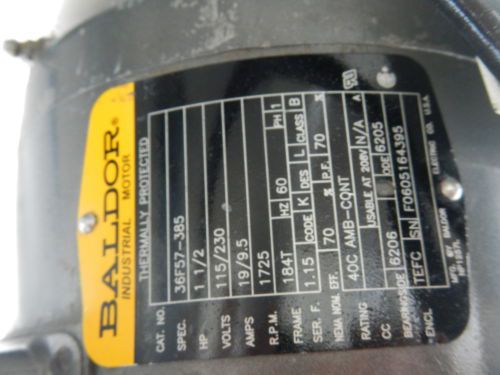 BALDOR®
INDUSTRIAL MOTOR
THERMALLY PROTECTED
CAT. NO.
SPEC. 36F57-385
HP 1 1/2
VOLTS 115/230
AMPS 19/9.5
R.P.M. 1725 PH 1
FRAME 184T HZ 60 CLASS B
SER. F. 1.15 CODE K DES L
NEMA NOM. EFF. 70 % P.F. 70 %
RATING 40C AMB-CONT
CC USABLE AT 208V N/A A
BEARINGS DE 6206 ODE 6205
ENCL TEFC SN F0805164395
MFG. BY BALDOR ELECTRIC CO. U.S.A.